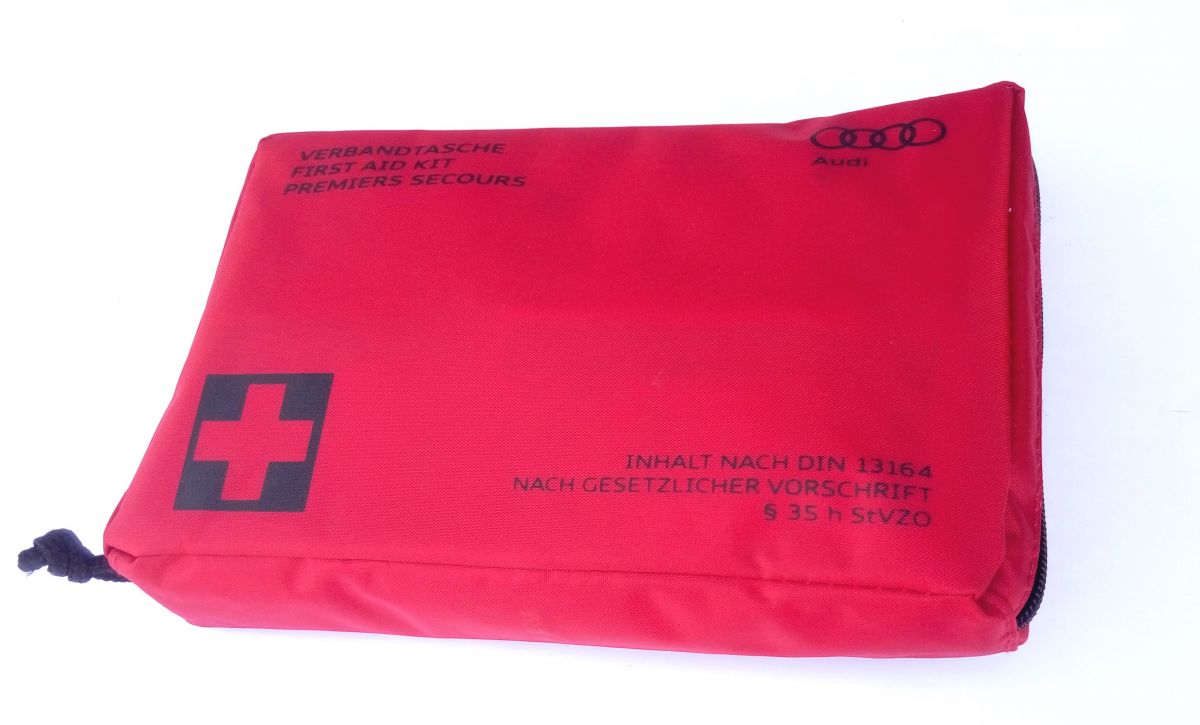 VERBANDTASCHE
FIRST AID KIT
PREMIERS SECOURS
Audi
INHALT NACH DIN 13164
NACH GESETZLICHER VORSCHRIFT
§ 35 h StVZO